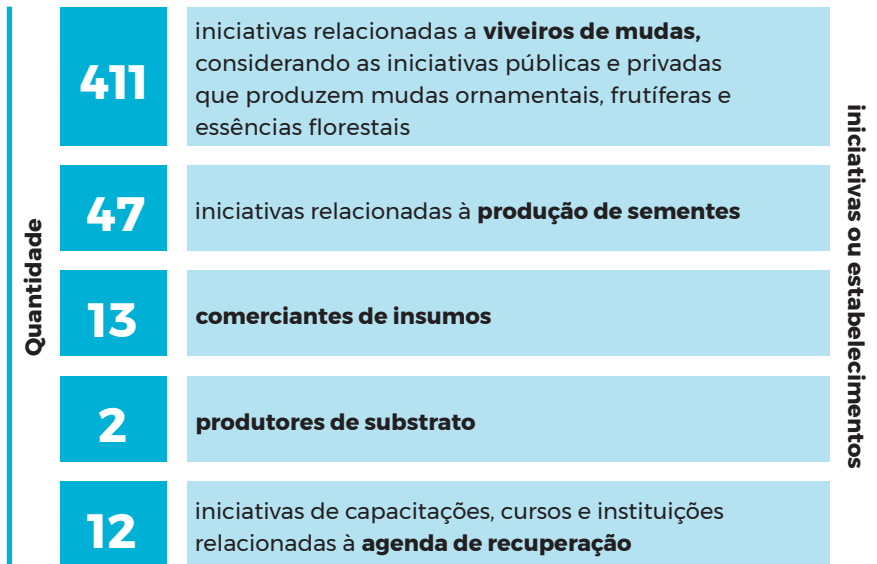 Quantidade
411
iniciativas relacionadas a viveiros de mudas,
considerando as iniciativas públicas e privadas
que produzem mudas ornamentais, frutíferas e
essências florestais
47
iniciativas relacionadas à produção de sementes
13
comerciantes de insumos
2
produtores de substrato
12
iniciativas de capacitações, cursos e instituições
relacionadas à agenda de recuperação
iniciativas ou estabelecimentos